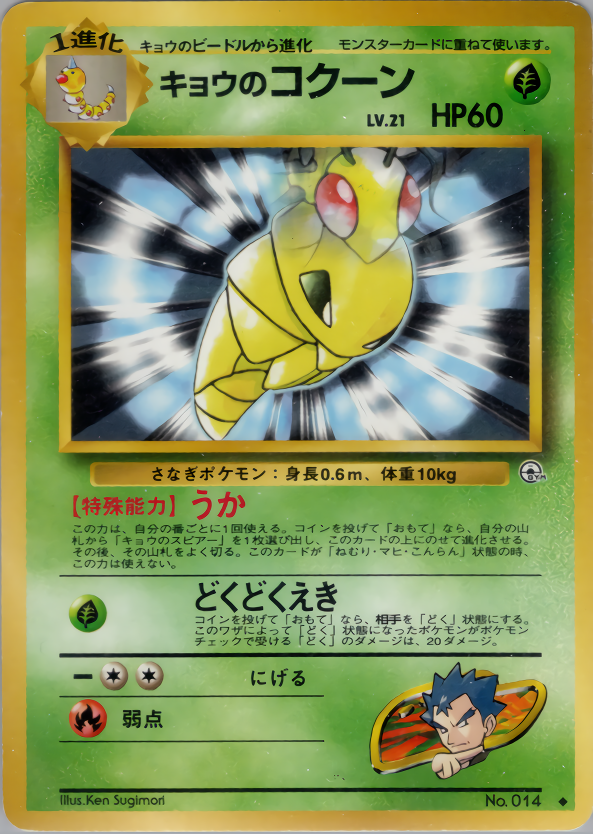 1進化
キョウのビードルから進化 モンスターカードに重ねて使います。
キョウのコクーン
LV.21 HP60
さなぎポケモン：身長0.6m、体重10kg
GYM
【特殊能力】うか
この力は、自分の番ごとに1回使える。コインを投げて「おもて」なら、自分の山
札から「キョウのスピアー」を1枚選び出し、このカードの上にのせて進化させる。
その後、その山札をよく切る。このカードが「ねむり・マヒ・こんらん」状態の時、
この力は使えない。
どくどくえき
コインを投げて「おもて」なら、相手を「どく」状態にする。
このワザによって「どく」状態になったポケモンがポケモン
チェックで受ける「どく」のダメージは、20ダメージ。
にげる
弱点
Illus.Ken Sugimori No. 014 ◆